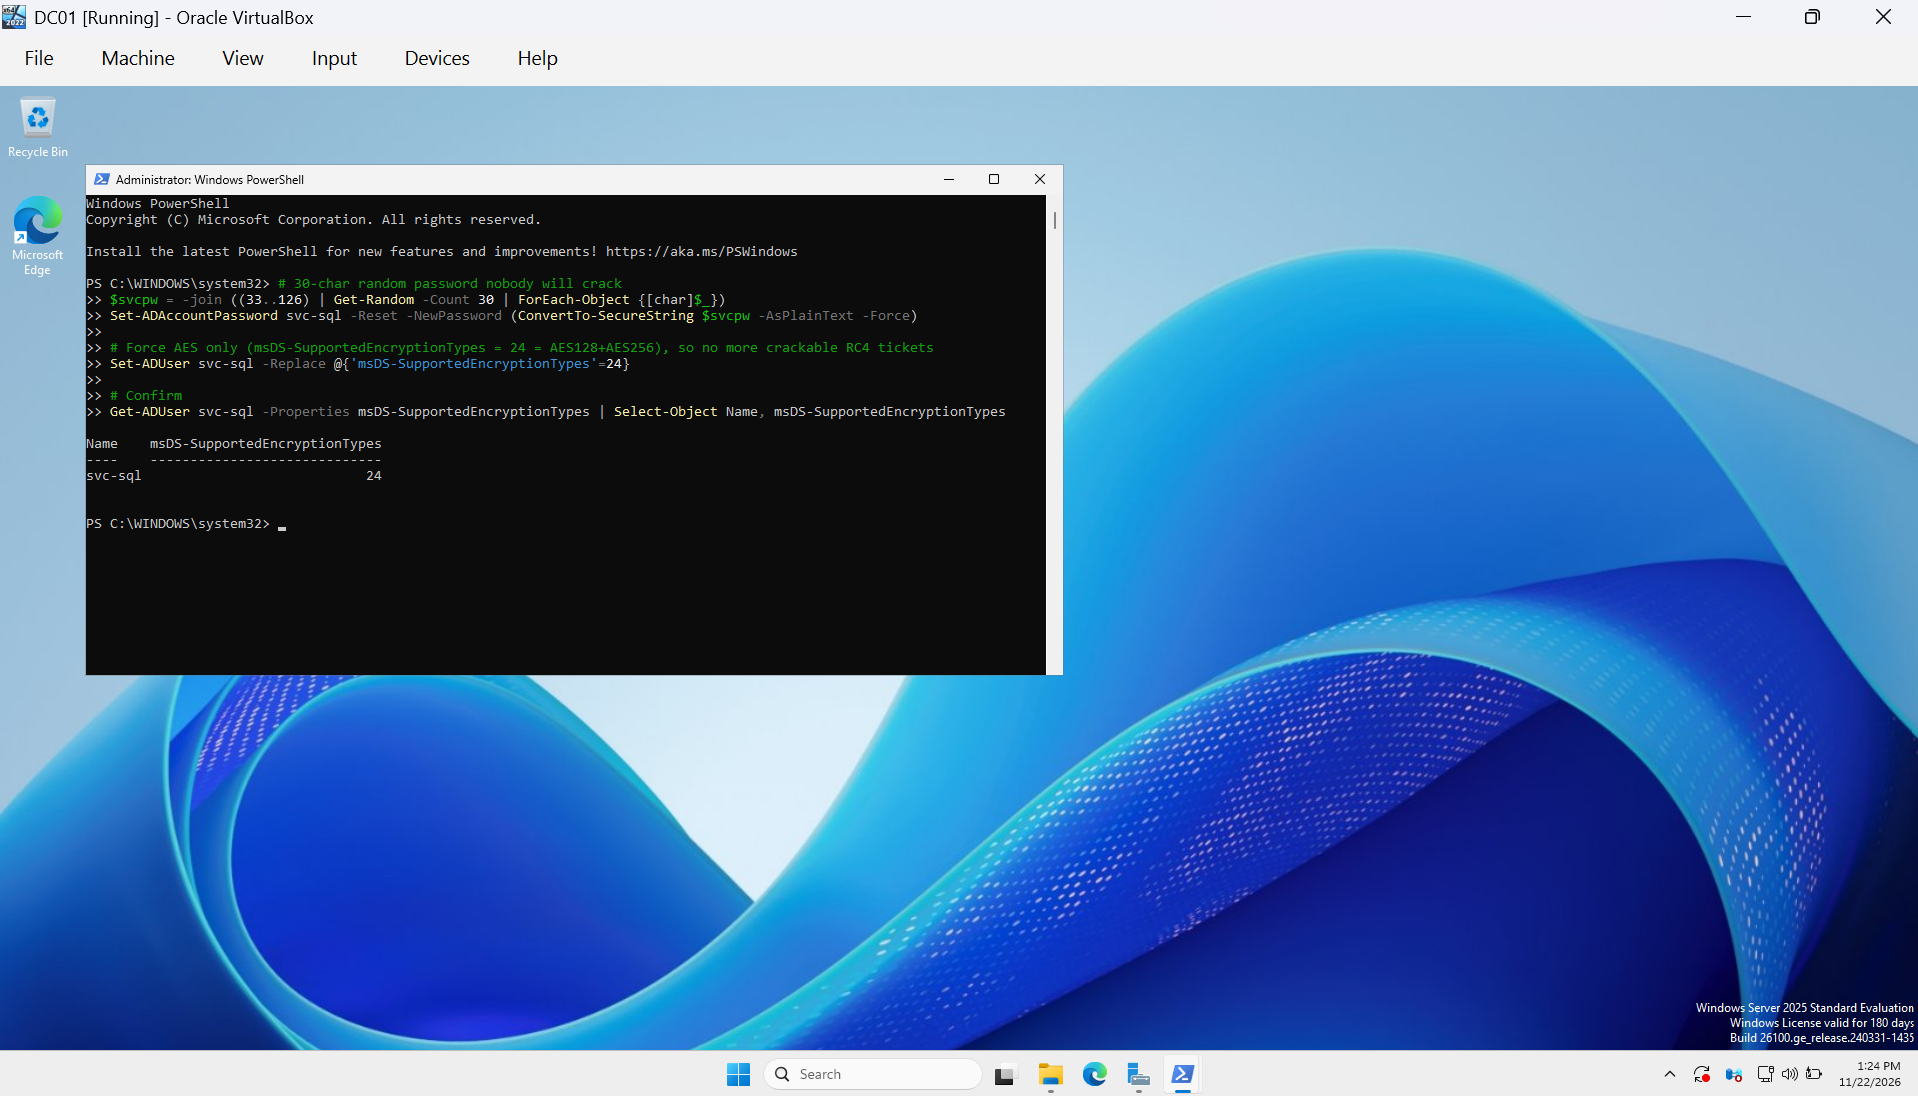 DC01 [Running] - Oracle VirtualBox
File Machine View Input Devices Help
Recycle Bin
Microsoft
Edge
Administrator: Windows PowerShell
Windows PowerShell
Copyright (C) Microsoft Corporation. All rights reserved.
Install the latest PowerShell for new features and improvements! https://aka.ms/PSWindows
PS C:\WINDOWS\system32> # 30-char random password nobody will crack
>> $svcpw = -join ((33..126) | Get-Random -Count 30 | ForEach-Object {[char]$_})
>> Set-ADAccountPassword svc-sql -Reset -NewPassword (ConvertTo-SecureString $svcpw -AsPlainText -Force)
>>
>> # Force AES only (msDS-SupportedEncryptionTypes = 24 = AES128+AES256), so no more crackable RC4 tickets
>> Set-ADUser svc-sql -Replace @{'msDS-SupportedEncryptionTypes'=24}
>>
>> # Confirm
>> Get-ADUser svc-sql -Properties msDS-SupportedEncryptionTypes | Select-Object Name, msDS-SupportedEncryptionTypes
Name    msDS-SupportedEncryptionTypes
----    -----------------------------
svc-sql                            24
PS C:\WINDOWS\system32> _
Windows Server 2025 Standard Evaluation
Windows License valid for 180 days
Build 26100.ge_release.240331-1435
Search
1:24 PM
11/22/2026